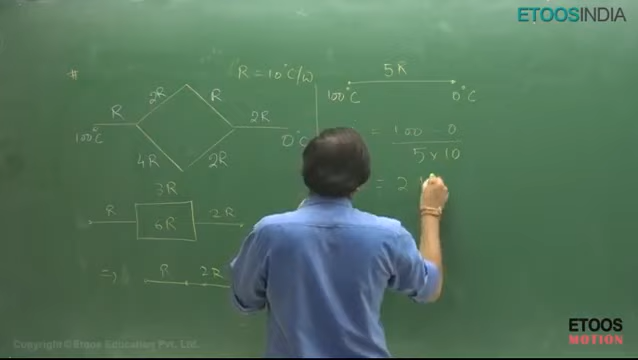 ETOOSINDIA
#
R = 10°C/W
R
2R
R
2R
100°C
0°C
4R
2R
3R
R
6R
2R
=>
R
2R
5R
100°C
0°C
= 100 - 0
5 x 10
= 2
Copyright © Etoos Education Pvt. Ltd.
ETOOS
MOTION